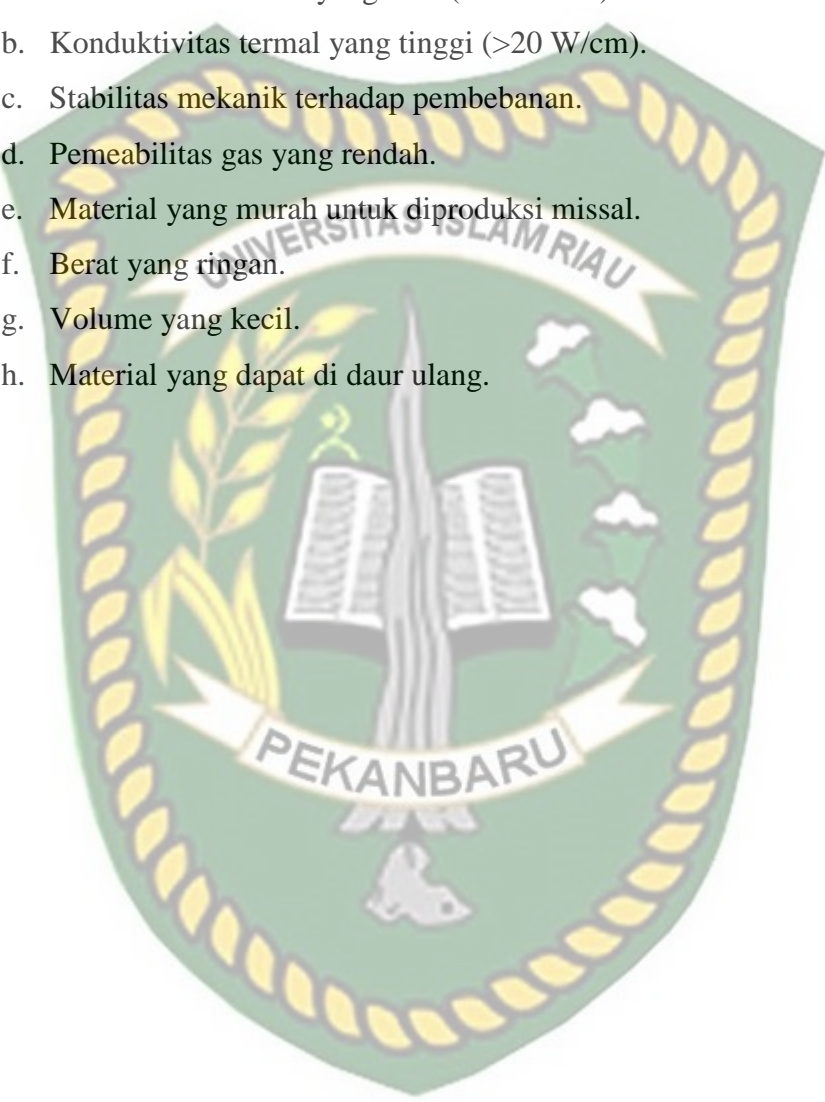 b. Konduktivitas termal yang tinggi (>20 W/cm).
c. Stabilitas mekanik terhadap pembebanan.
d. Pemeabilitas gas yang rendah.
e. Material yang murah untuk diproduksi missal.
UNIVERSITAS ISLAM RIAU
f. Berat yang ringan.
g. Volume yang kecil.
h. Material yang dapat di daur ulang.
PEKANBARU